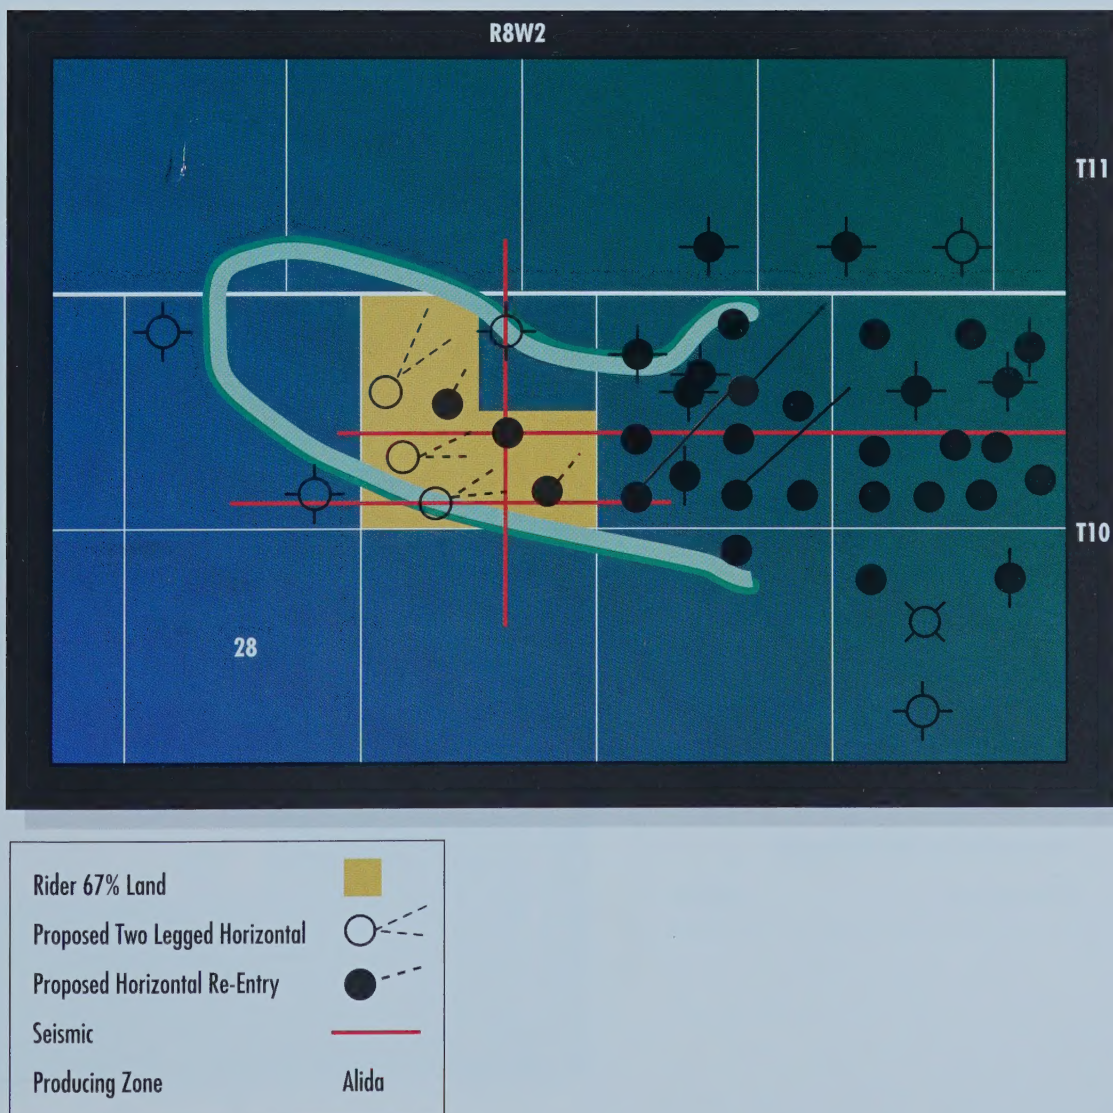 R8W2
T11
T10
28
Rider 67% Land
Proposed Two Legged Horizontal
Proposed Horizontal Re-Entry
Seismic
Producing Zone Alida